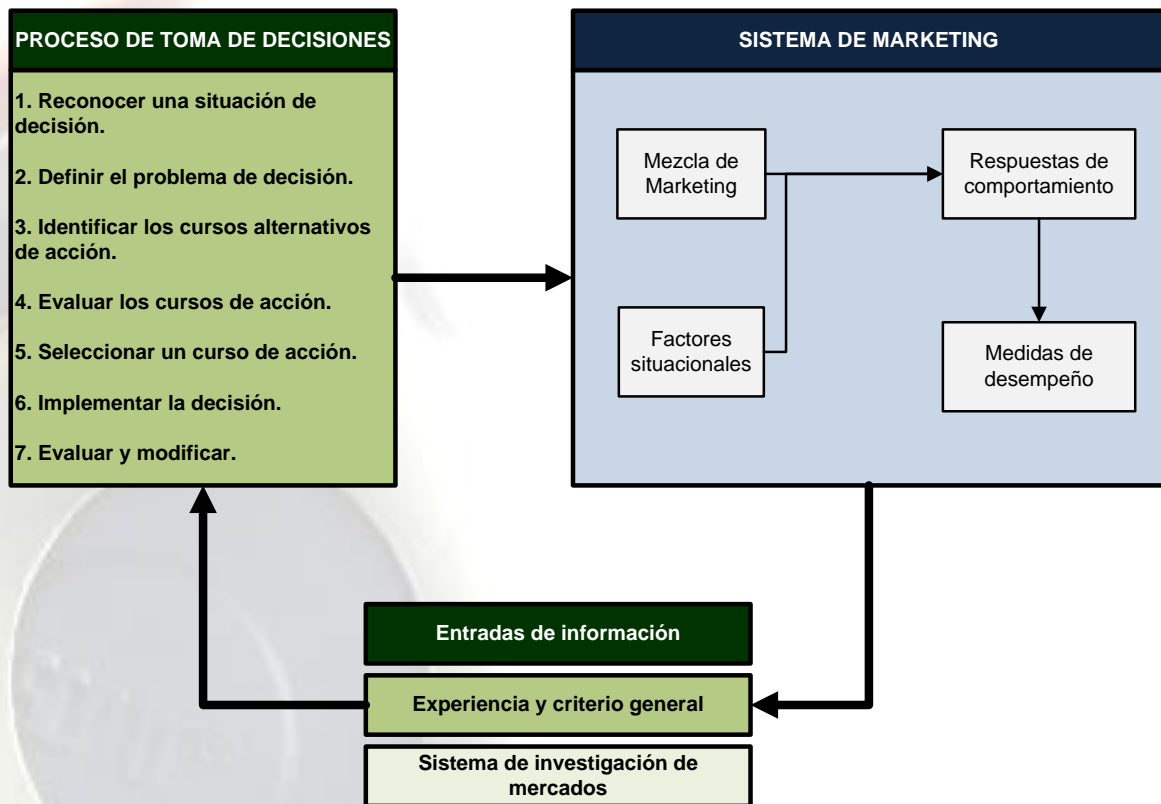 PROCESO DE TOMA DE DECISIONES
1. Reconocer una situación de
decisión.
2. Definir el problema de decisión.
3. Identificar los cursos alternativos
de acción.
4. Evaluar los cursos de acción.
5. Seleccionar un curso de acción.
6. Implementar la decisión.
7. Evaluar y modificar.
SISTEMA DE MARKETING
Mezcla de
Marketing
Respuestas de
comportamiento
Factores
situacionales
Medidas de
desempeño
Entradas de información
Experiencia y criterio general
Sistema de investigación de
mercados